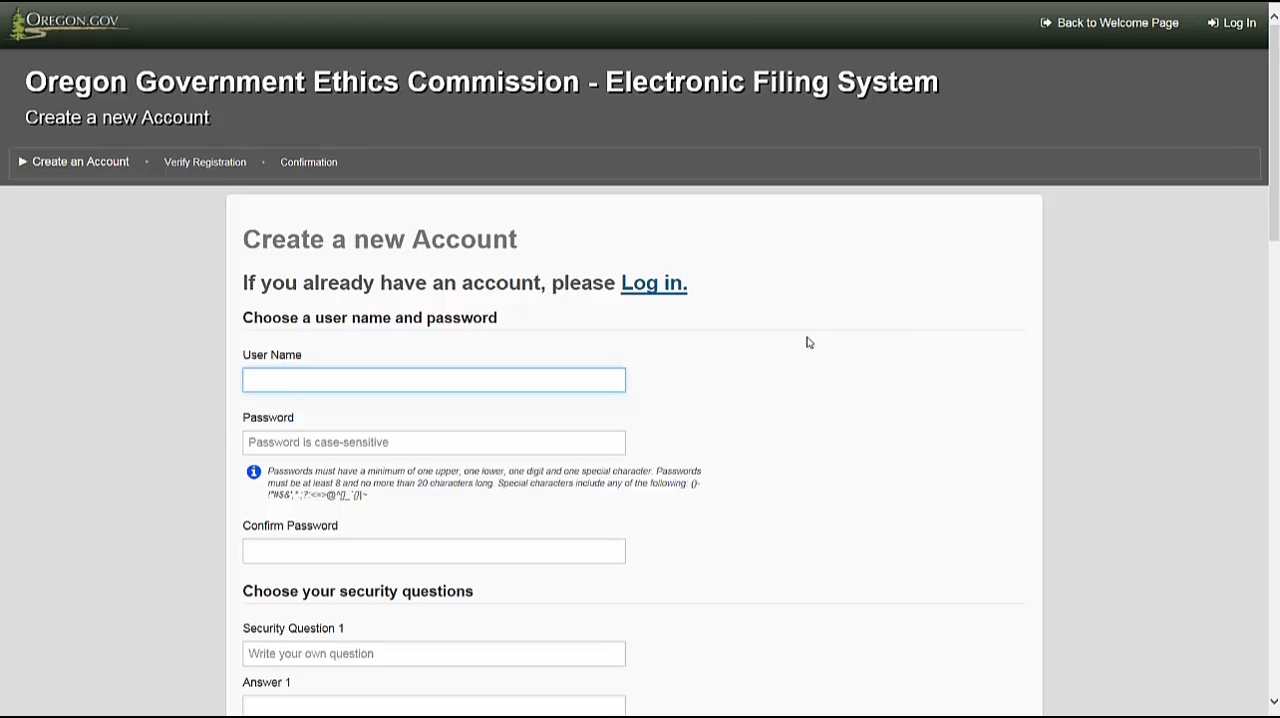 OREGON.GOV
Back to Welcome Page
Log In
Oregon Government Ethics Commission - Electronic Filing System
Create a new Account
Create an Account
Verify Registration
Confirmation
Create a new Account
If you already have an account, please Log in.
Choose a user name and password
User Name
Password
Password is case-sensitive
Passwords must have a minimum of one upper, one lower, one digit and one special character. Passwords
must be at least 8 and no more than 20 characters long. Special characters include any of the following: ()-
Confirm Password
Choose your security questions
Security Question 1
Write your own question
Answer 1